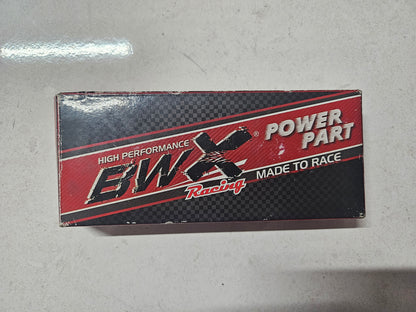 HIGH PERFORMANCE
BWX®
Racing
POWER
PART
MADE TO RACE